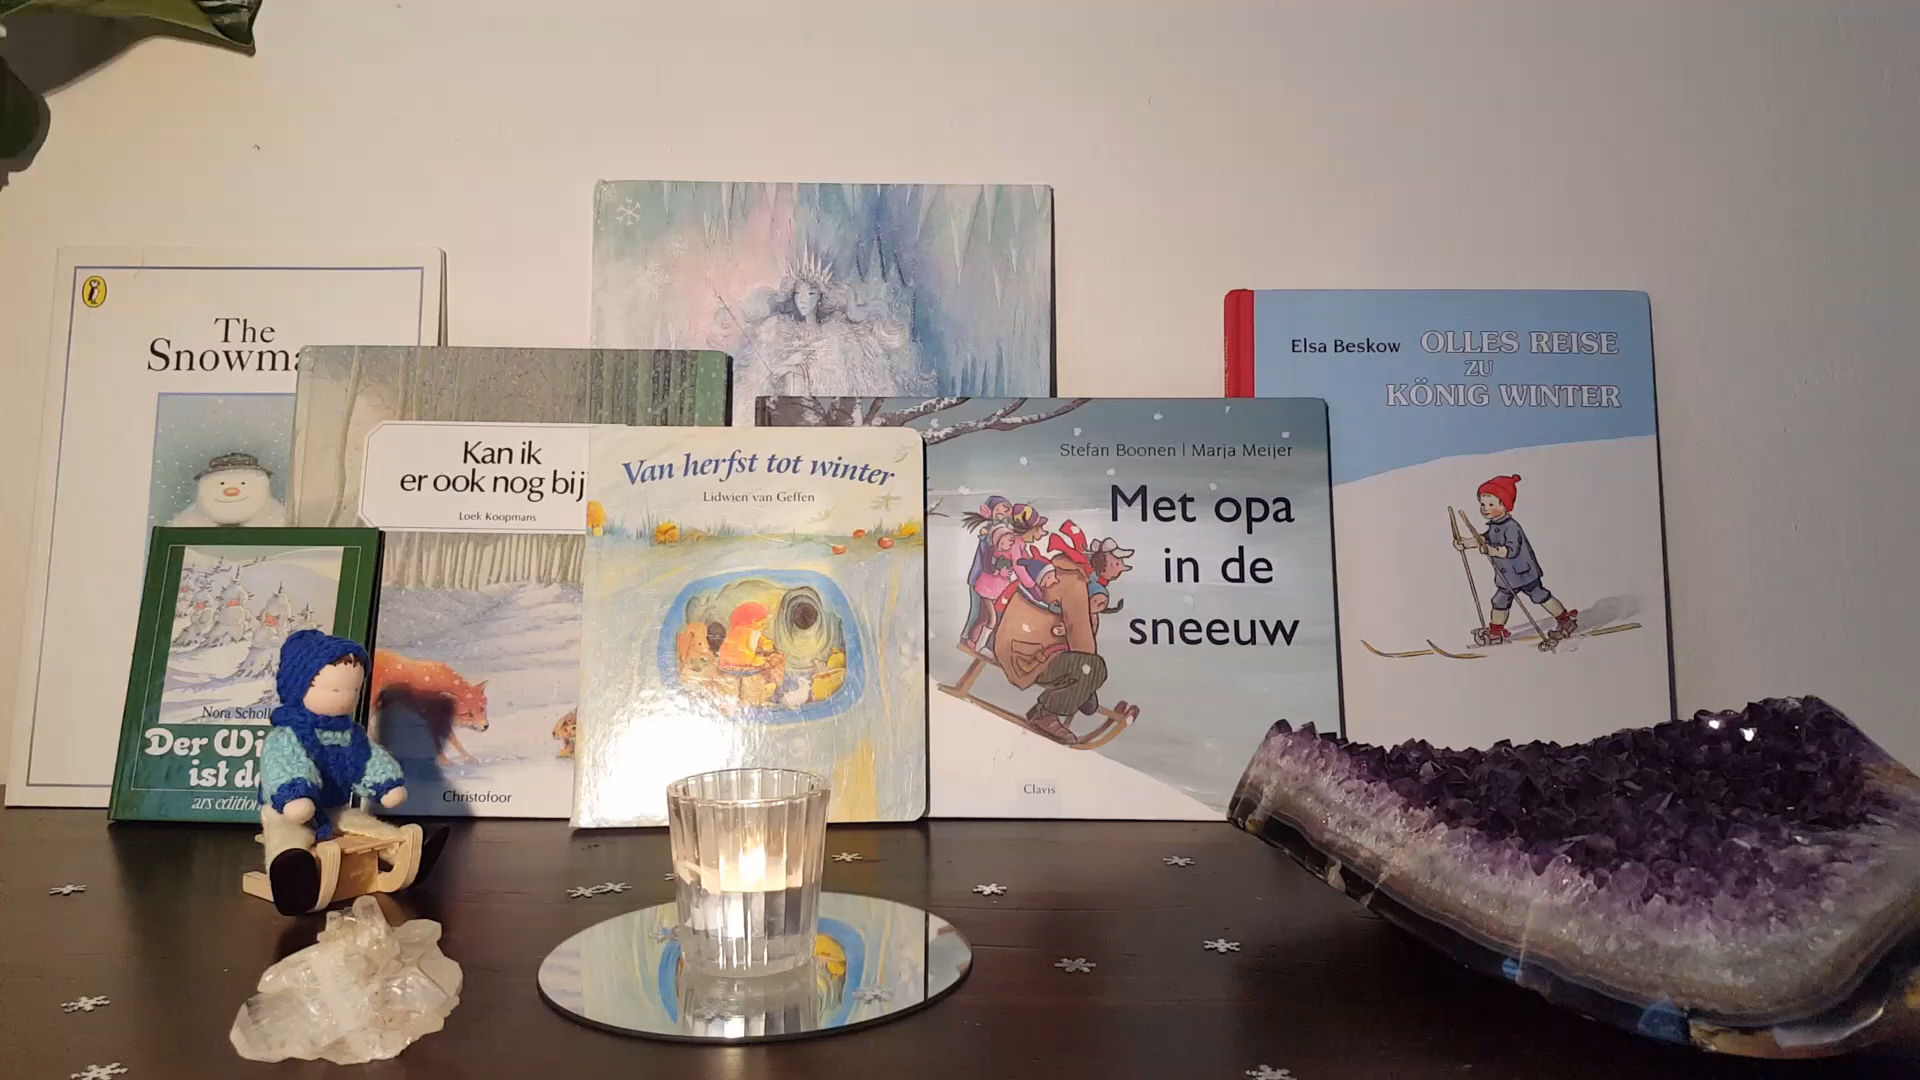 The
Snowma
Kan ik
er ook nog bij
Loek Koopmans
Christofoor
Nora Scholl
Der Wi
ist d
ars edition
Van herfst tot winter
Lidwien van Geffen
Stefan Boonen | Marja Meijer
Met opa
in de
sneeuw
Clavis
Elsa Beskow OLLES REISE
ZU
KÖNIG WINTER